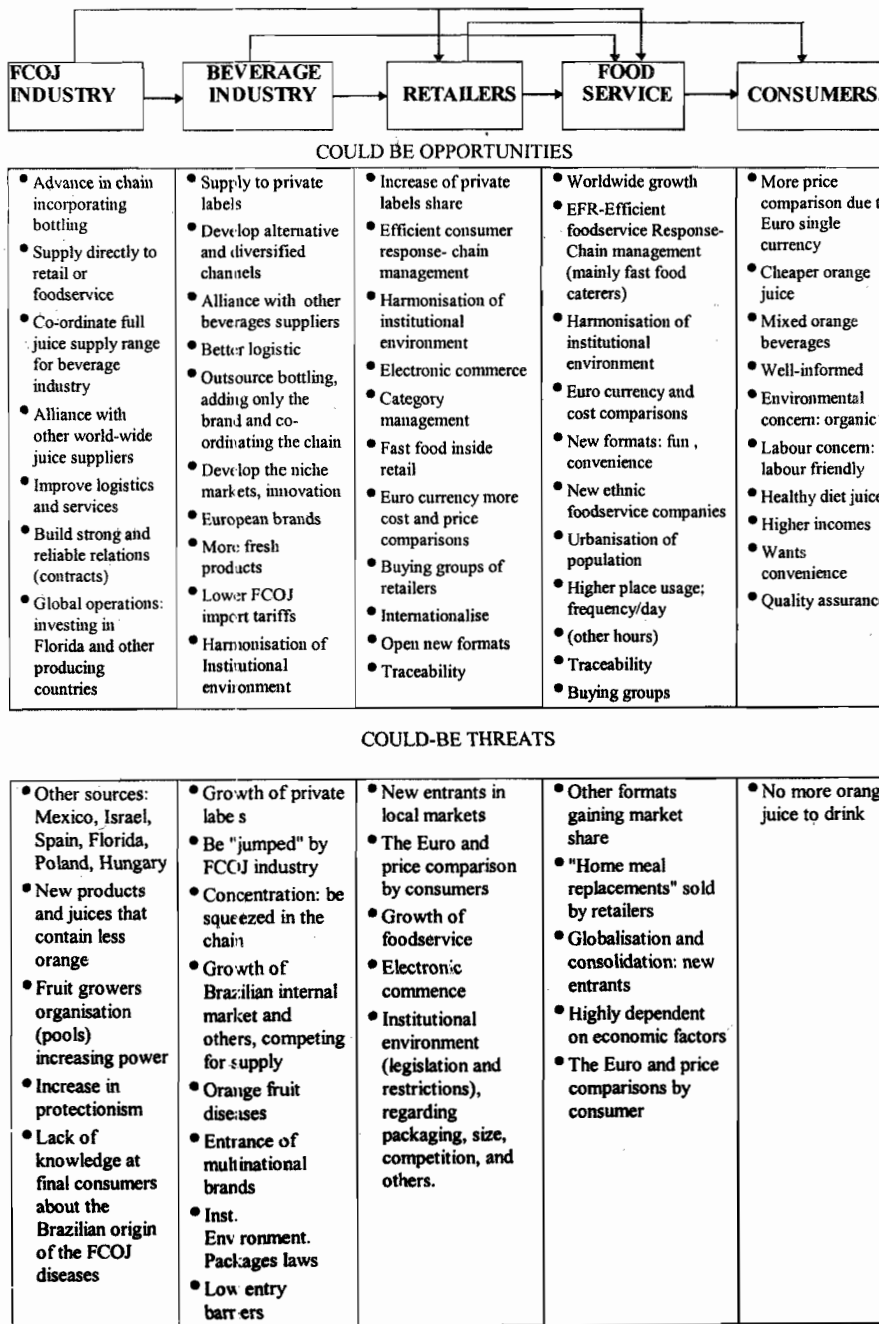 FCOJ
INDUSTRY
BEVERAGE
INDUSTRY
RETAILERS
FOOD
SERVICE
CONSUMERS
COULD BE OPPORTUNITIES
• Advance in chain
incorporating
bottling
• Supply directly to
retail or
foodservice
• Co-ordinate full
juice supply range
for beverage
industry
• Alliance with
other world-wide
juice suppliers
• Improve logistics
and services
• Build strong and
reliable relations
(contracts)
• Global operations:
investing in
Florida and other
producing
countries
• Supply to private
labels
• Develop alternative
and diversified
channels
• Alliance with other
beverages suppliers
• Better logistic
• Outsource bottling,
adding only the
brand and co-
ordinating the chain
• Develop the niche
markets, innovation
• European brands
• More fresh
products
• Lower FCOJ
import tariffs
• Harmonisation of
Institutional
environment
• Increase of private
labels share
• Efficient consumer
response- chain
management
• Harmonisation of
institutional
environment
• Electronic commerce
• Category
management
• Fast food inside
retail
• Euro currency more
cost and price
comparisons
• Buying groups of
retailers
• Internationalise
• Open new formats
• Traceability
• Worldwide growth
• EFR-Efficient
foodservice Response-
Chain management
(mainly fast food
caterers)
• Harmonisation of
institutional
environment
• Euro currency and
cost comparisons
• New formats: fun ,
convenience
• New ethnic
foodservice companies
• Urbanisation of
population
• Higher place usage;
frequency/day
• (other hours)
• Traceability
• Buying groups
• More price
comparison due t
Euro single
currency
• Cheaper orange
juice
• Mixed orange
beverages
• Well-informed
• Environmental
concern: organic
• Labour concern:
labour friendly
• Healthy diet juice
• Higher incomes
• Wants
convenience
• Quality assurance
COULD-BE THREATS
• Other sources:
Mexico, Israel,
Spain, Florida,
Poland, Hungary
• New products
and juices that
contain less
orange
• Fruit growers
organisation
(pools)
increasing power
• Increase in
protectionism
• Lack of
knowledge at
final consumers
about the
Brazilian origin
of the FCOJ
diseases
• Growth of private
labels
• Be "jumped" by
FCOJ industry
• Concentration: be
squeezed in the
chain
• Growth of
Brazilian internal
market and
others, competing
for supply
• Orange fruit
diseases
• Entrance of
multinational
brands
• Inst.
Environment.
Packages laws
• Low entry
barriers
• New entrants in
local markets
• The Euro and
price comparison
by consumers
• Growth of
foodservice
• Electronic
commence
• Institutional
environment
(legislation and
restrictions),
regarding
packaging, size,
competition, and
others.
• Other formats
gaining market
share
• "Home meal
replacements" sold
by retailers
• Globalisation and
consolidation: new
entrants
• Highly dependent
on economic factors
• The Euro and price
comparisons by
consumer
• No more orang
juice to drink